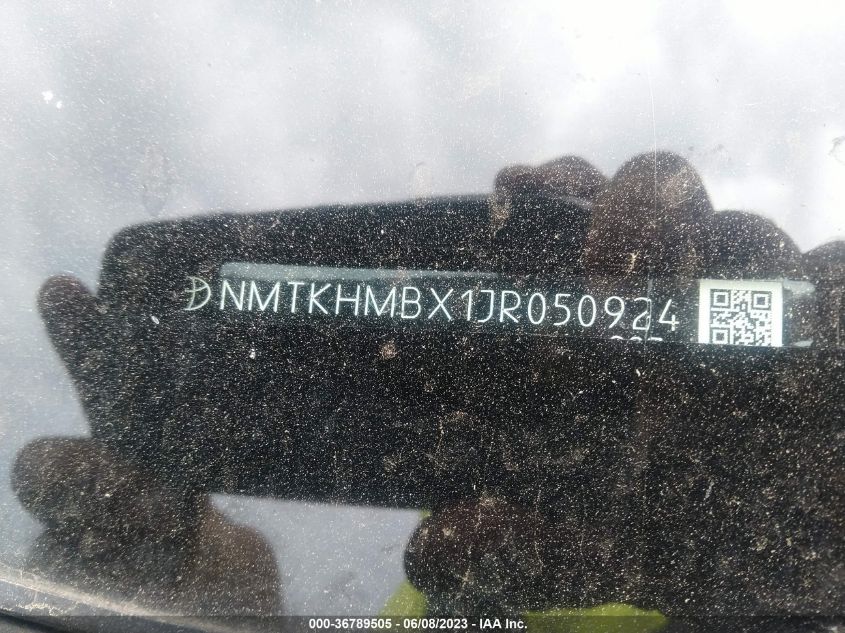 NMTKHMBX1JR050924
000-36789505 - 06/08/2023 - IAA Inc.